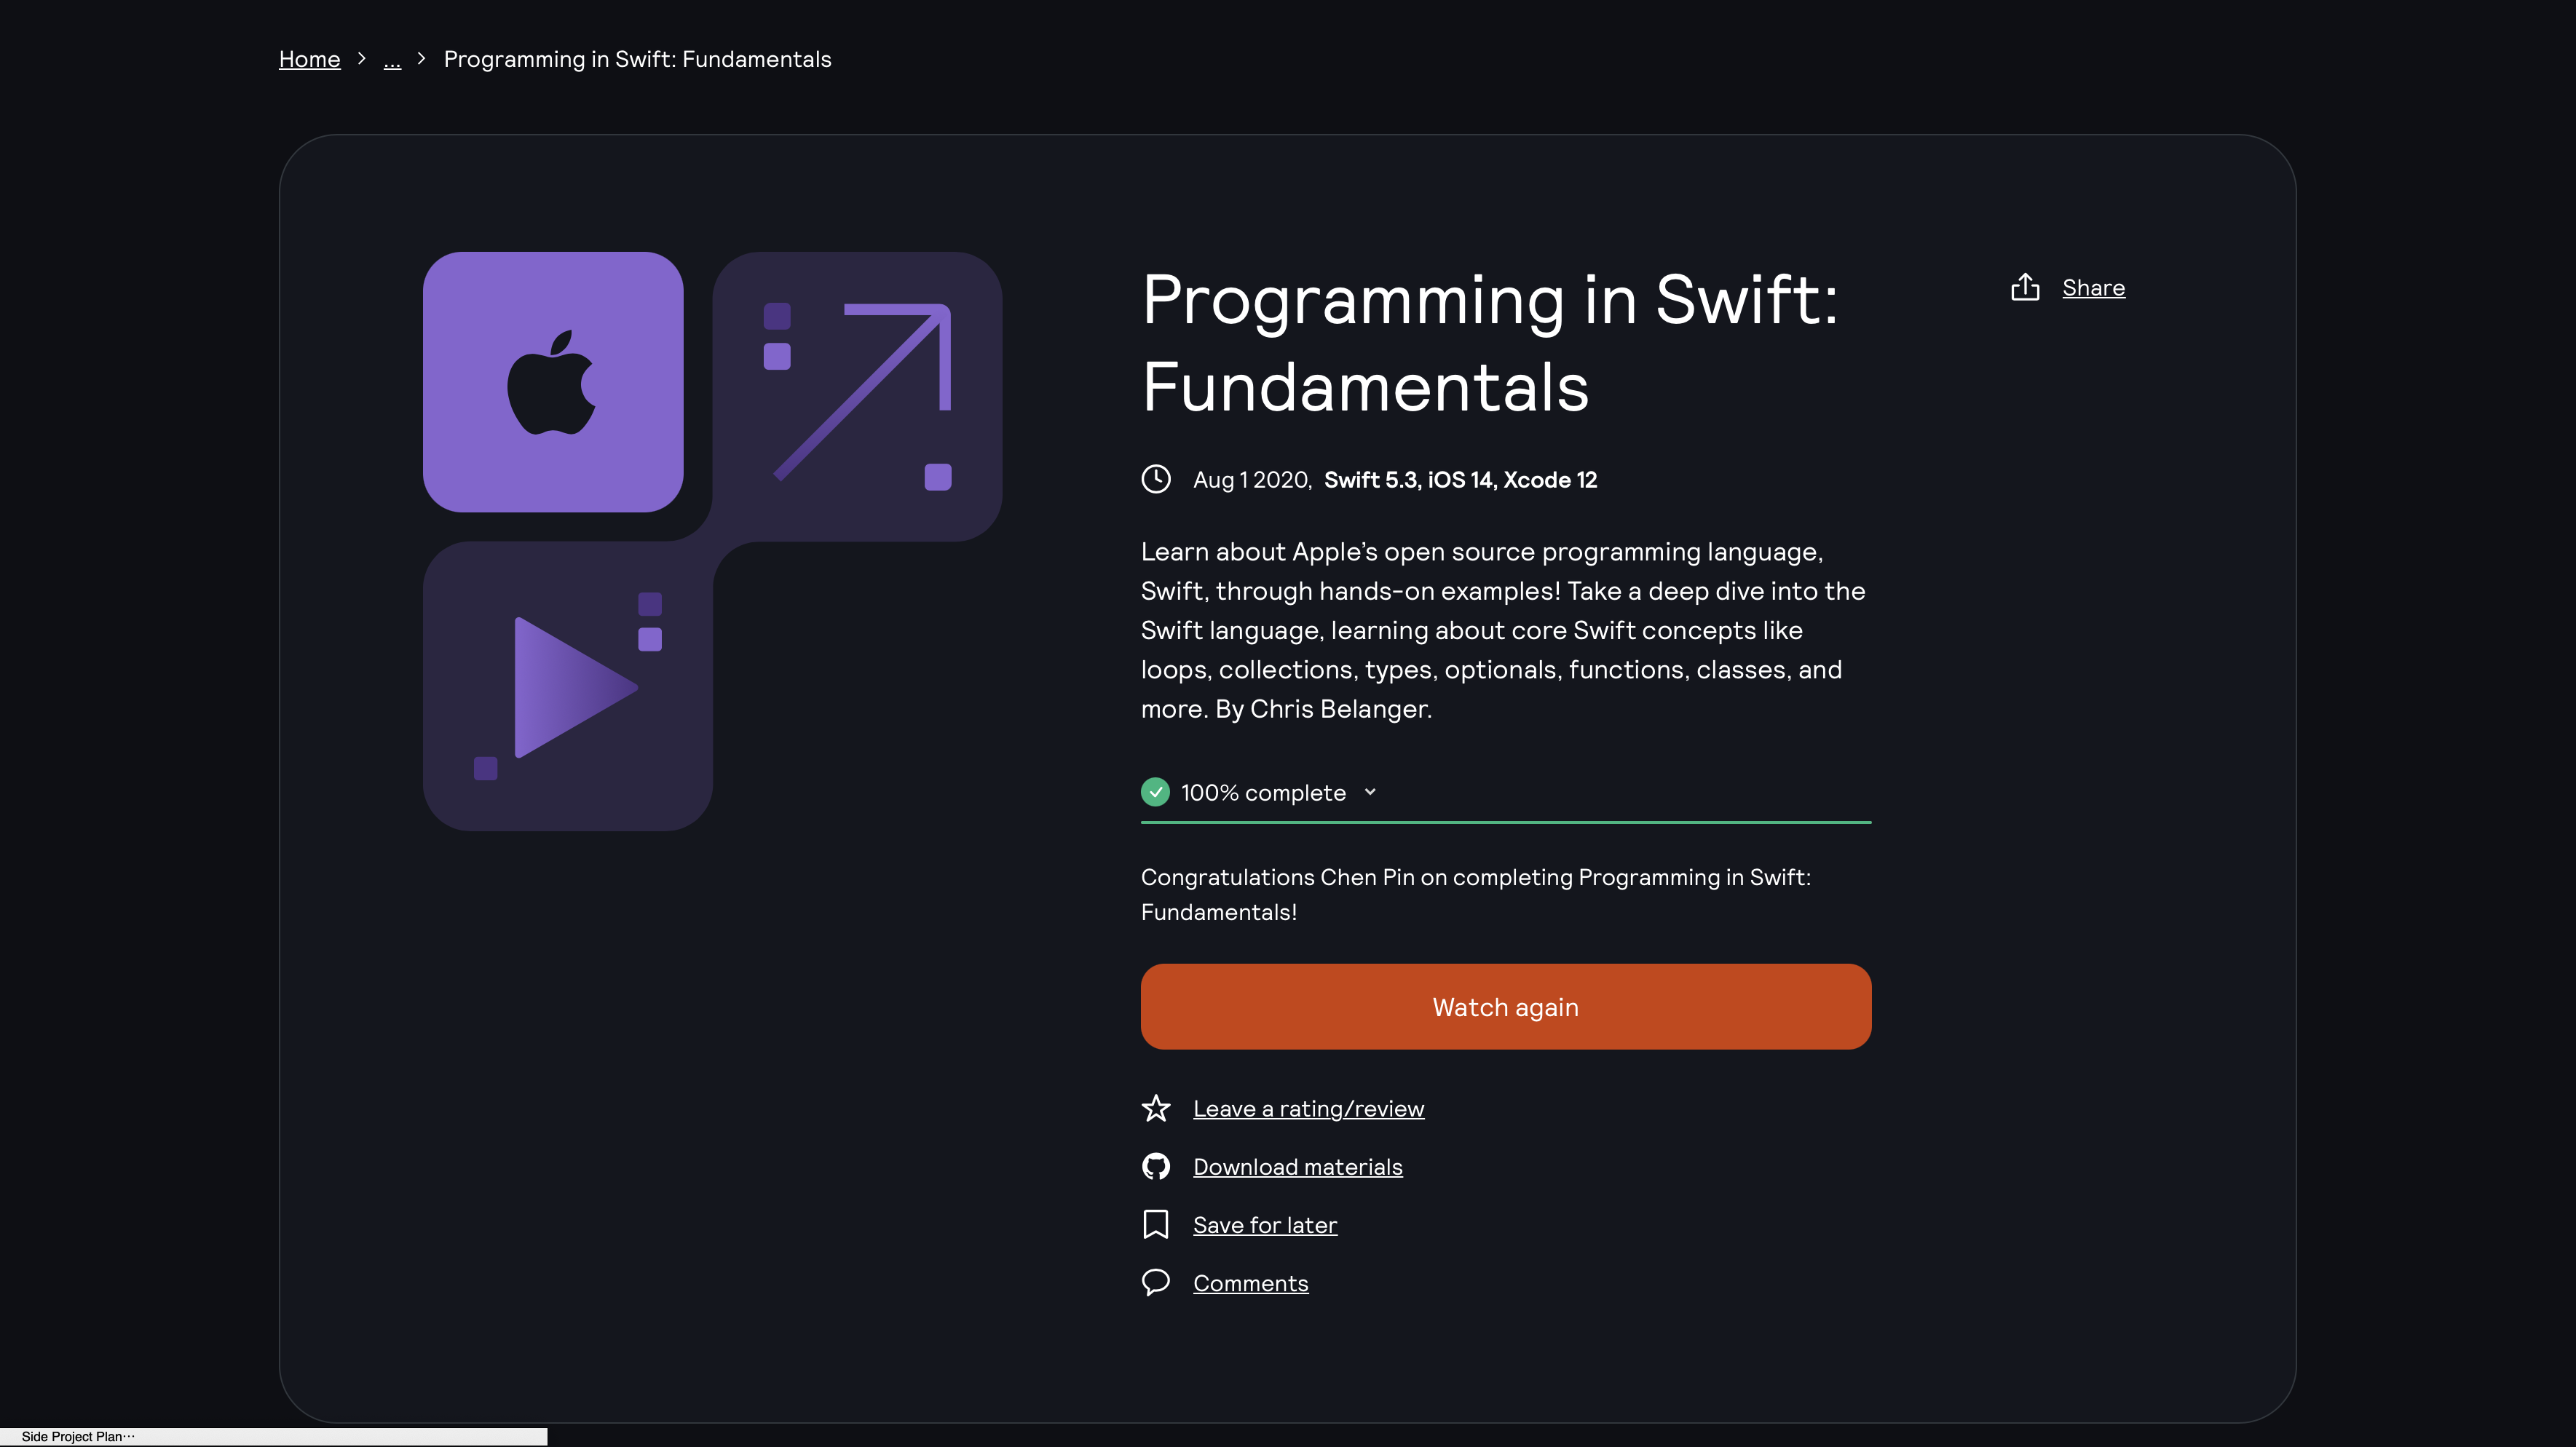 Home > ... > Programming in Swift: Fundamentals
Programming in Swift:
Fundamentals
Share
Aug 1 2020, Swift 5.3, iOS 14, Xcode 12
Learn about Apple’s open source programming language,
Swift, through hands-on examples! Take a deep dive into the
Swift language, learning about core Swift concepts like
loops, collections, types, optionals, functions, classes, and
more. By Chris Belanger.
100% complete
Congratulations Chen Pin on completing Programming in Swift:
Fundamentals!
Watch again
Leave a rating/review
Download materials
Save for later
Comments
Side Project Plan···